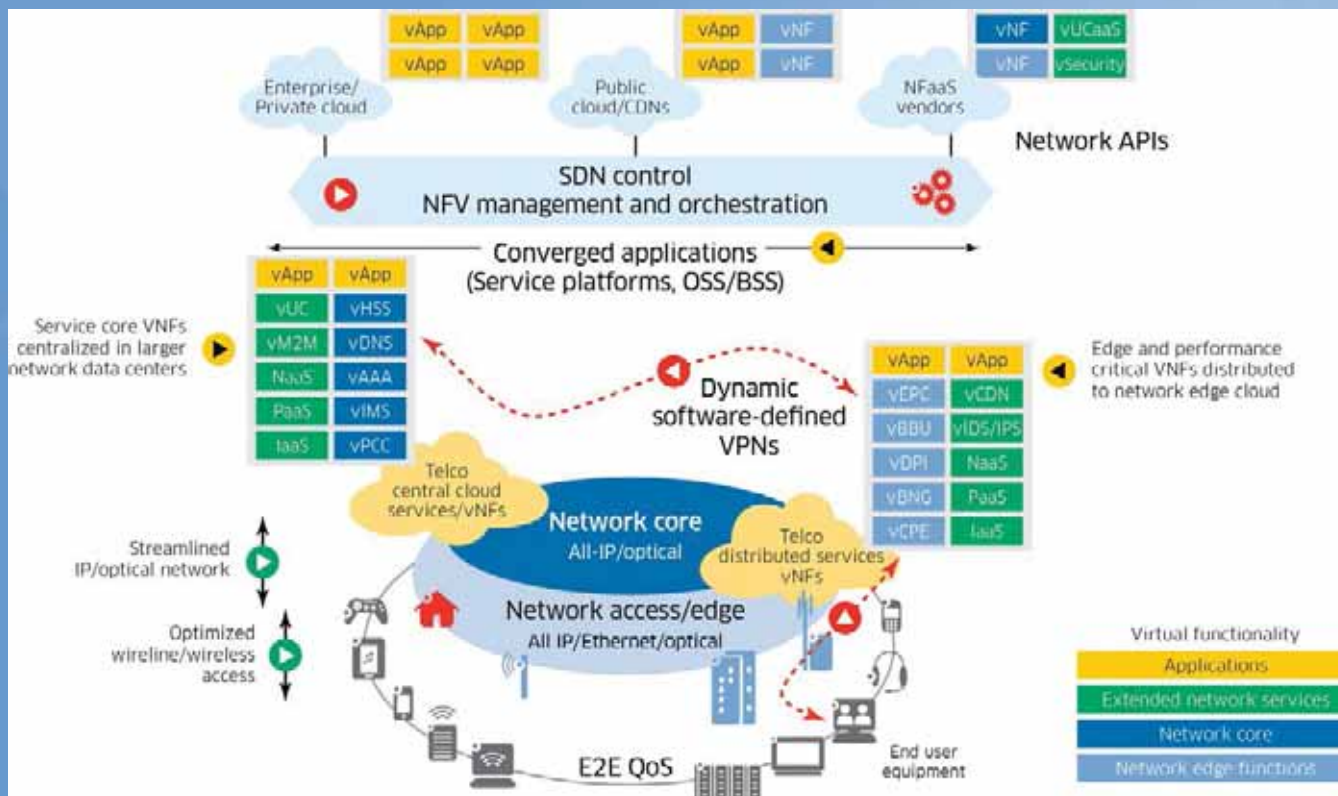 vApp vApp
vApp vApp
vApp vNF
vApp vNF
vNF vUCaaS
vNF vSecurity
Enterprise/
Private cloud
Public
cloud/CDNs
NFaaS
vendors
Network APIs
SDN control
NFV management and orchestration
Converged applications
(Service platforms, OSS/BSS)
Service core VNFs
centralized in larger
network data centers
vApp vApp
vUC vHSS
vM2M vDNS
NaaS vAAA
PaaS vIMS
IaaS vPCC
Dynamic
software-defined
VPNs
vApp vApp
vEPC vCDN
vBBU vIDS/IPS
vDPI NaaS
vBNG PaaS
vCPE IaaS
Edge and performance
critical VNFs distributed
to network edge cloud
Telco
central cloud
services/vNFs
Network core
All-IP/optical
Telco
distributed services
vNFs
Streamlined
IP/optical network
Network access/edge
All IP/Ethernet/optical
Optimized
wireline/wireless
access
E2E QoS
End user
equipment
Virtual functionality
Applications
Extended network services
Network core
Network edge functions